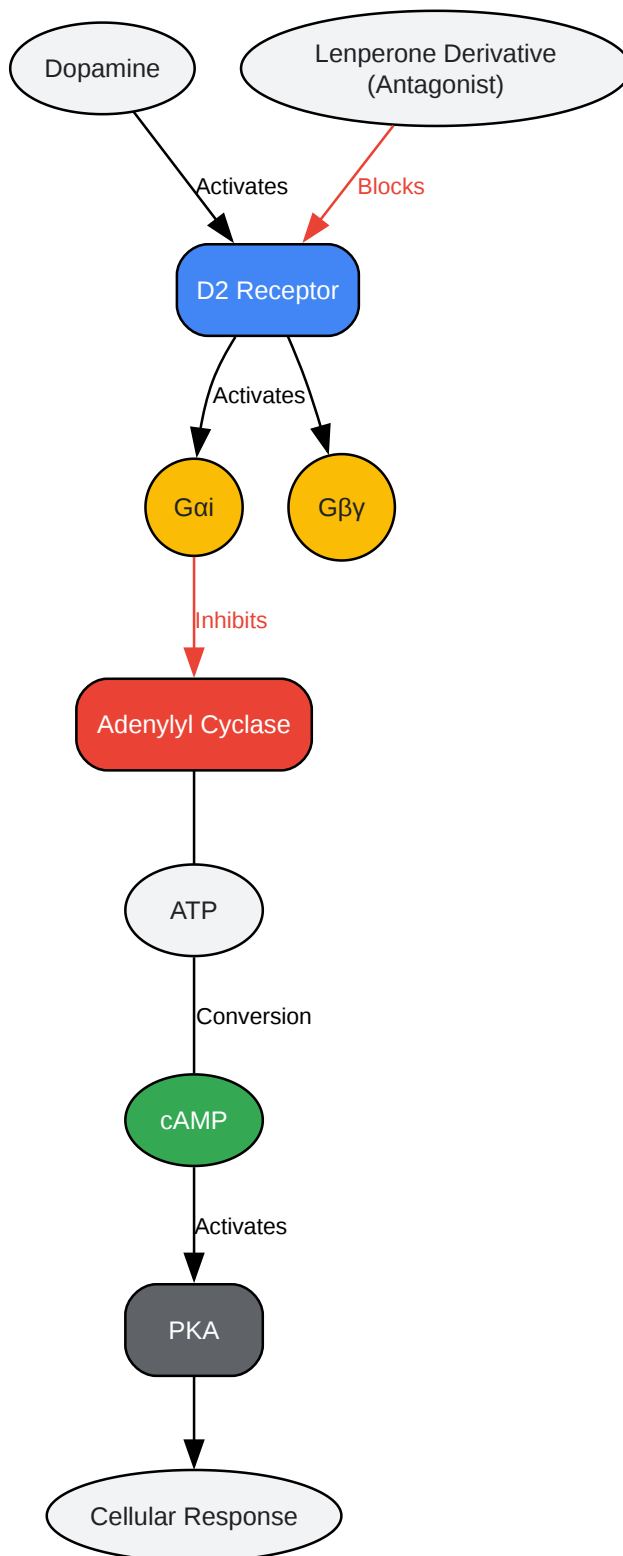 Dopamine
Lenperone Derivative
(Antagonist)
Activates
Blocks
D2 Receptor
Activates
Gαi
Gβγ
Inhibits
Adenylyl Cyclase
ATP
Conversion
cAMP
Activates
PKA
Cellular Response